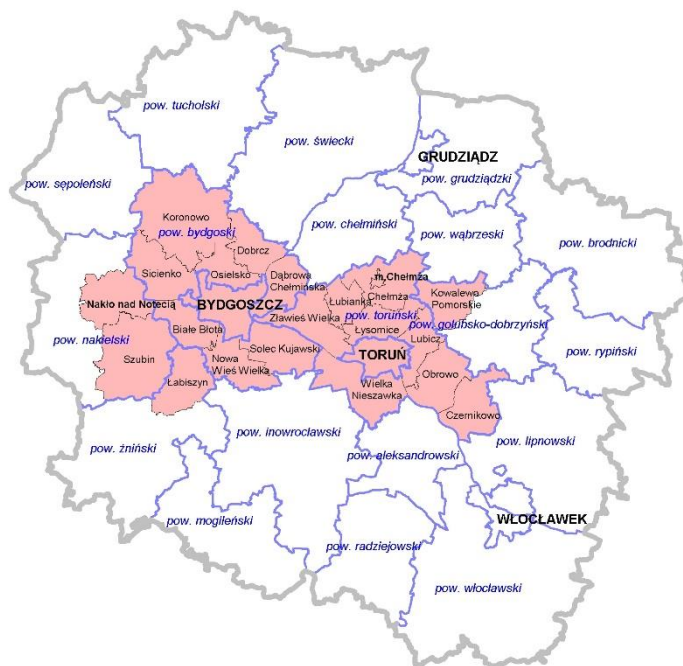 pow. tucholski
pow. świecki
GRUDZIĄDZ
pow. sępoleński
pow. grudziądzki
Koronowo
pow. bydgoski
pow. chełmiński
pow. wąbrzeski
pow. brodnicki
Dobrcz
Sicienko
Osielsko
Dąbrowa
Chełmińska
m.Chełmża
Nakło nad Notecią
BYDGOSZCZ
Łubianka
Chełmża
Kowalewo
Pomorskie
Zławieś Wielka
pow. toruński
pow. golubsko-dobrzyński
Białe Błota
Łysomice
Lubicz
pow. nakielski
Szubin
Nowa
Wieś Wielka
Solec Kujawski
TORUŃ
pow. rypiński
Łabiszyn
Wielka
Nieszawka
Obrowo
Czernikowo
pow. żniński
pow. inowrocławski
pow. aleksandrowski
pow. lipnowski
pow. mogileński
pow. radziejowski
WŁOCŁAWEK
pow. włocławski